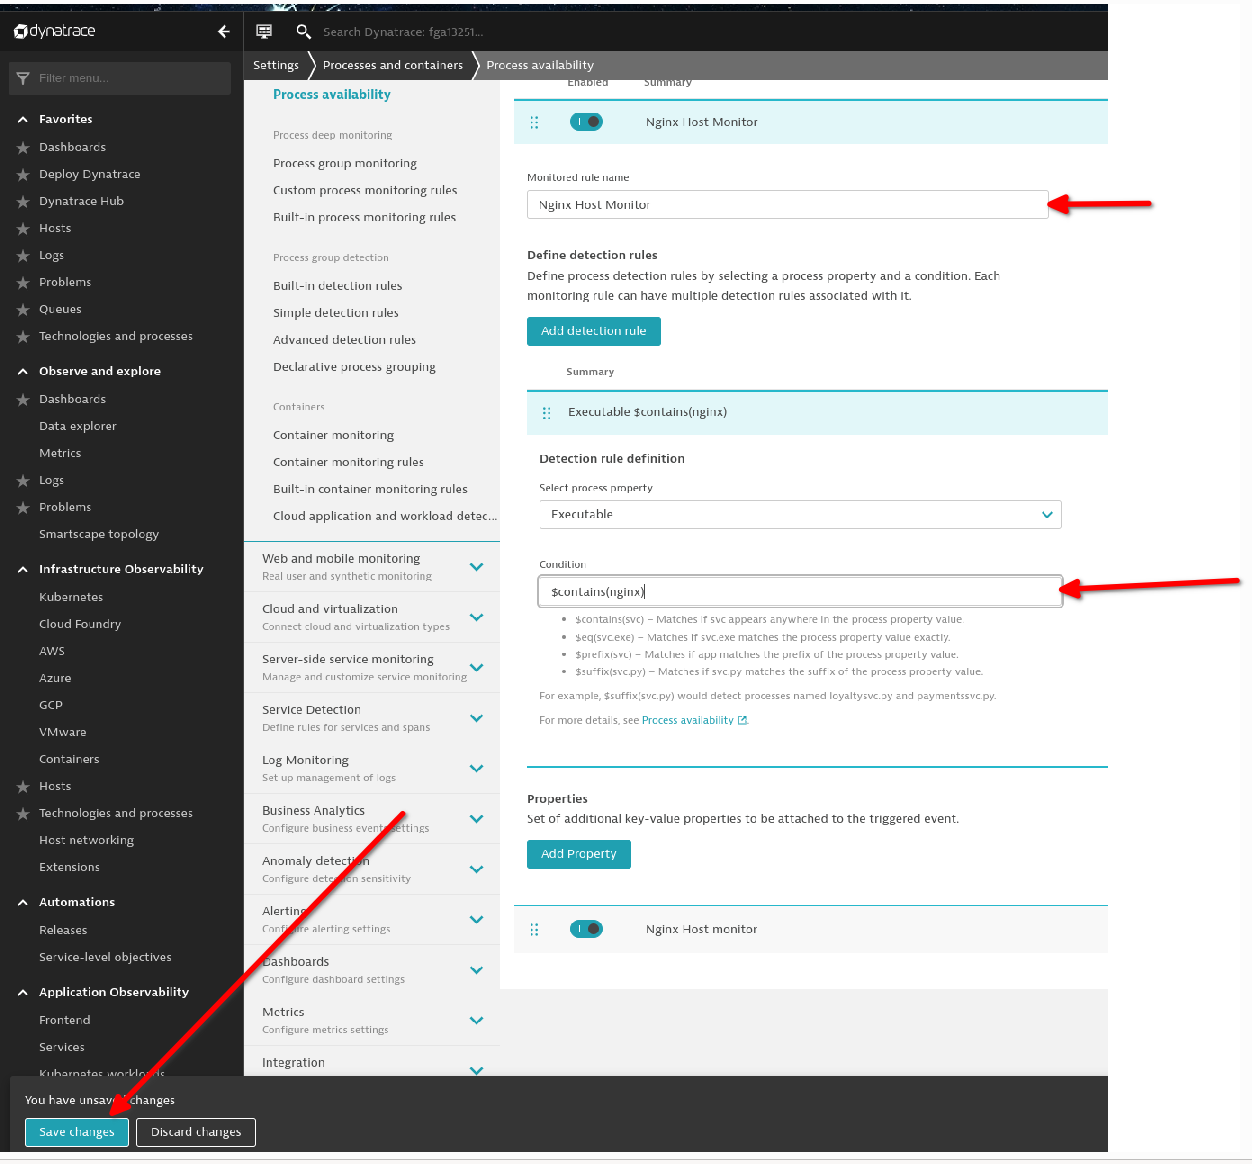 dynatrace
Search Dynatrace: fga13251...
Filter menu...
Favorites
Dashboards
Deploy Dynatrace
Dynatrace Hub
Hosts
Logs
Problems
Queues
Technologies and processes
Observe and explore
Dashboards
Data explorer
Metrics
Logs
Problems
Smartscape topology
Infrastructure Observability
Kubernetes
Cloud Foundry
AWS
Azure
GCP
VMware
Containers
Hosts
Technologies and processes
Host networking
Extensions
Automations
Releases
Service-level objectives
Application Observability
Frontend
Services
Kubernetes workloads
Settings
Processes and containers
Process availability
Process availability
Process deep monitoring
Process group monitoring
Custom process monitoring rules
Built-in process monitoring rules
Process group detection
Built-in detection rules
Simple detection rules
Advanced detection rules
Declarative process grouping
Containers
Container monitoring
Container monitoring rules
Built-in container monitoring rules
Cloud application and workload detec...
Web and mobile monitoring
Real user and synthetic monitoring
Cloud and virtualization
Connect cloud and virtualization types
Server-side service monitoring
Manage and customize service monitoring
Service Detection
Define rules for services and spans
Log Monitoring
Set up management of logs
Business Analytics
Configure business events settings
Anomaly detection
Configure detection sensitivity
Alerting
Configure alerting settings
Dashboards
Configure dashboard settings
Metrics
Configure metrics settings
Integration
Enabled Summary
Nginx Host Monitor
Monitored rule name
Nginx Host Monitor
Define detection rules
Define process detection rules by selecting a process property and a condition. Each
monitoring rule can have multiple detection rules associated with it.
Add detection rule
Summary
Executable $contains(nginx)
Detection rule definition
Select process property
Executable
Condition
$contains(nginx)
• $contains(svc) – Matches if svc appears anywhere in the process property value.
• $eq(svc.exe) – Matches if svc.exe matches the process property value exactly.
• $prefix(svc) – Matches if app matches the prefix of the process property value.
• $suffix(svc.py) – Matches if svc.py matches the suffix of the process property value.
For example, $suffix(svc.py) would detect processes named loyaltysvc.py and paymentssvc.py.
For more details, see Process availability.
Properties
Set of additional key-value properties to be attached to the triggered event.
Add Property
Nginx Host monitor
You have unsaved changes
Save changes
Discard changes